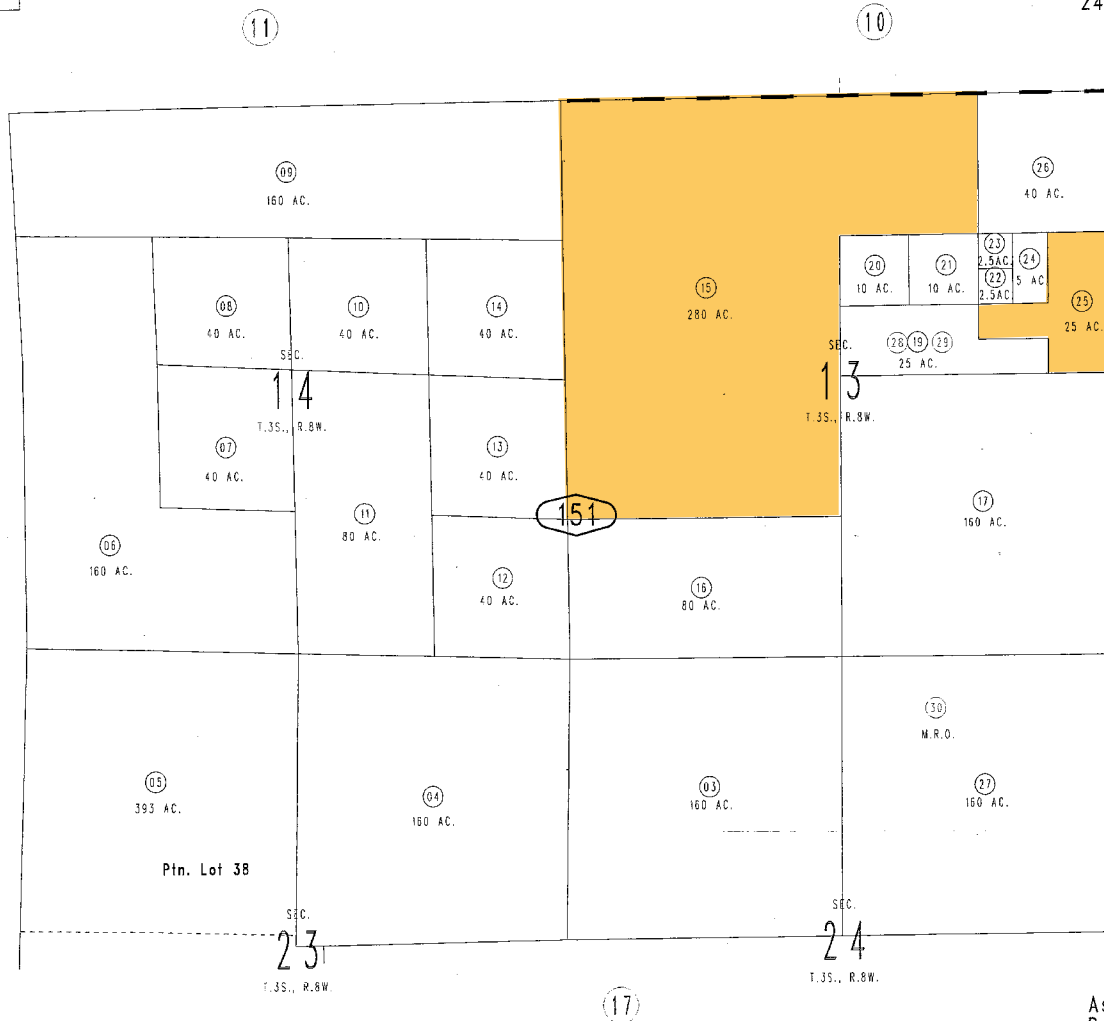 11
10
24
09
160 AC.
26
40 AC.
08
40 AC.
10
40 AC.
14
40 AC.
15
280 AC.
20
10 AC.
21
10 AC.
23
2.5AC.
22
2.5AC.
24
5 AC.
25
25 AC.
28 19 29
25 AC.
SEC.
14
T.3S., R.8W.
SEC.
13
T.3S., R.8W.
07
40 AC.
13
40 AC.
11
80 AC.
151
17
160 AC.
06
160 AC.
12
40 AC.
16
80 AC.
30
M.R.O.
05
393 AC.
04
160 AC.
03
160 AC.
27
160 AC.
Ptn. Lot 38
SEC.
23
T.3S., R.8W.
SEC.
24
T.3S., R.8W.
17